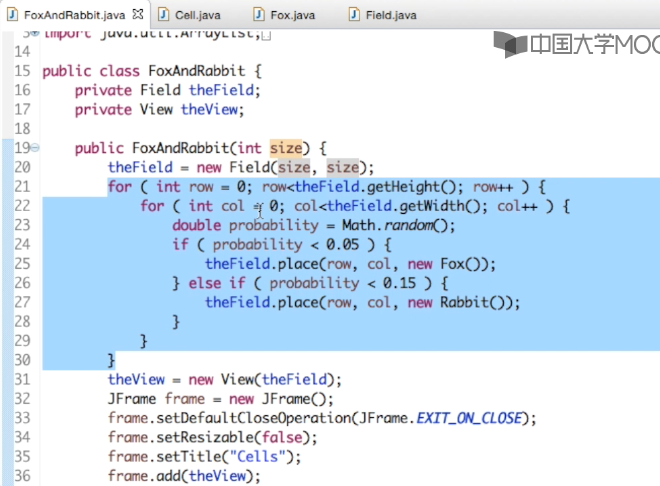 FoxAndRabbit.java Cell.java Fox.java Field.java
import java.util.ArrayList;
中国大学MOO
14
15 public class FoxAndRabbit {
16 private Field theField;
17 private View theView;
18
19 public FoxAndRabbit(int size) {
20 theField = new Field(size, size);
21 for ( int row = 0; row<theField.getHeight(); row++ ) {
22 for ( int col = 0; col<theField.getWidth(); col++ ) {
23 double probability = Math.random();
24 if ( probability < 0.05 ) {
25 theField.place(row, col, new Fox());
26 } else if ( probability < 0.15 ) {
27 theField.place(row, col, new Rabbit());
28 }
29 }
30 }
31 theView = new View(theField);
32 JFrame frame = new JFrame();
33 frame.setDefaultCloseOperation(JFrame.EXIT_ON_CLOSE);
34 frame.setResizable(false);
35 frame.setTitle("Cells");
36 frame.add(theView);